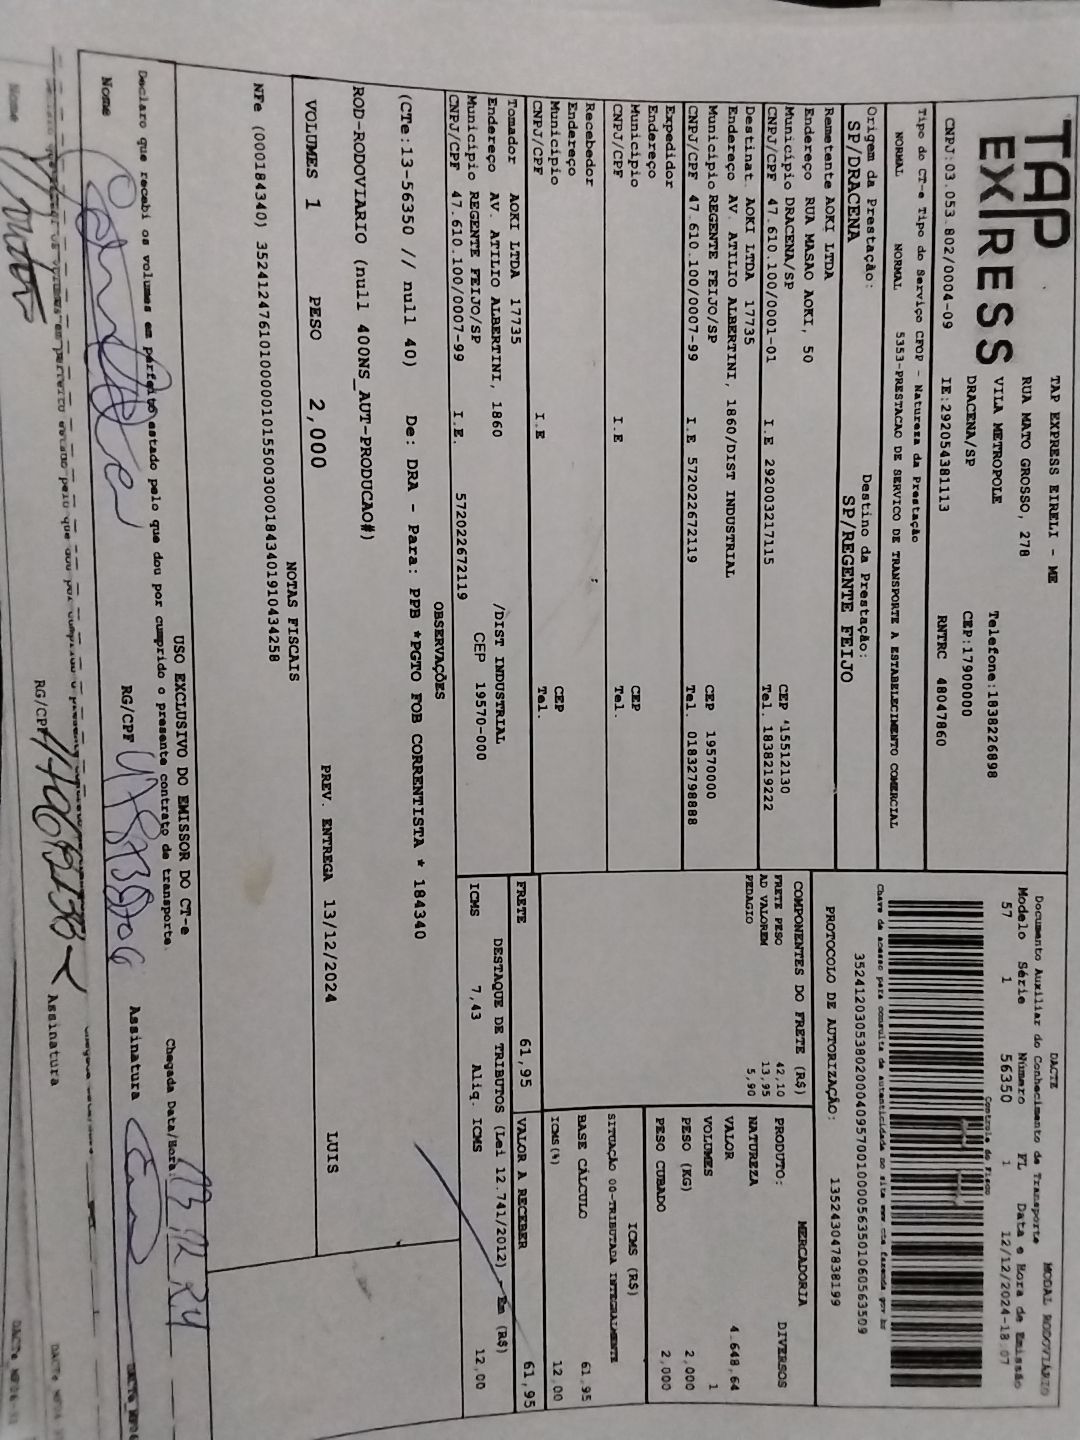 TAP
EXPRESS
TAP EXPRESS EIRELI - ME
RUA MATO GROSSO, 278
VILA METROPOLE
DRACENA/SP
Telefone:1838226898
CEP:17900000
CNPJ:03.053.802/0004-09 IE:292054381113 RNTRC 48047860
DACTE MODAL RODOVIÁRIO
Documento Auxiliar do Conhecimento de Transporte
Modelo Série Número FL Data e Hora de Emissão
57 1 56350 1 12/12/2024-18:07
Controle do Fisco
Chave de acesso para consulta de autenticidade no site www.cte.fazenda.gov.br
35241203053802000409570010000563501060563509
PROTOCOLO DE AUTORIZAÇÃO: 135243047838199
Tipo do CT-e Tipo do Serviço CFOP - Natureza da Prestação
NORMAL NORMAL 5353-PRESTACAO DE SERVICO DE TRANSPORTE A ESTABELECIMENTO COMERCIAL
Origem da Prestação: Destino da Prestação:
SP/DRACENA SP/REGENTE FEIJO
Remetente AOKI LTDA
Endereço RUA MASAO AOKI, 50
Município DRACENA/SP CEP 15512130
CNPJ/CPF 47.610.100/0001-01 I.E 292003217115 Tel. 1838219222
Destinat. AOKI LTDA 17735
Endereço AV. ATILIO ALBERTINI, 1860/DIST INDUSTRIAL
Município REGENTE FEIJO/SP CEP 19570000
CNPJ/CPF 47.610.100/0007-99 I.E 572022672119 Tel. 01832798888
Expedidor
Endereço
Município CEP
CNPJ/CPF I.E Tel.
Recebedor
Endereço
Município CEP
CNPJ/CPF I.E Tel.
Tomador AOKI LTDA 17735
Endereço AV. ATILIO ALBERTINI, 1860 /DIST INDUSTRIAL
Município REGENTE FEIJO/SP CEP 19570-000
CNPJ/CPF 47.610.100/0007-99 I.E. 572022672119
COMPONENTES DO FRETE (R$)
FRETE PESO 42,10
AD VALOREM 13,95
PEDAGIO 5,90
MERCADORIA
PRODUTO: DIVERSOS
NATUREZA
VALOR 4.648,64
VOLUMES 1
PESO (KG) 2,000
PESO CUBADO 2,000
ICMS (R$)
SITUAÇÃO 00-TRIBUTADA INTEGRALMENTE
BASE CÁLCULO 61,95
ICMS(%) 12,00
FRETE 61,95 VALOR A RECEBER 61,95
DESTAQUE DE TRIBUTOS (Lei 12.741/2012) - Em (R$)
ICMS 7,43 Aliq. ICMS 12,00
OBSERVAÇÕES
(CTe:13-56350 // null 40) De: DRA - Para: PPB *PGTO FOB CORRENTISTA * 184340
ROD-RODOVIARIO (null 400NS_AUT-PRODUCAO#)
VOLUMES 1 PESO 2,000 PREV. ENTREGA 13/12/2024 LUIS
NOTAS FISCAIS
NFe (000184340) 35241247610100000101550030001843401910434258
USO EXCLUSIVO DO EMISSOR DO CT-e
Declaro que recebi os volumes em perfeito estado pelo que dou por cumprido o presente contrato de transporte.
Chegada Data/Hora 13 12 24
Nome RG/CPF Assinatura
Nome RG/CPF Assinatura